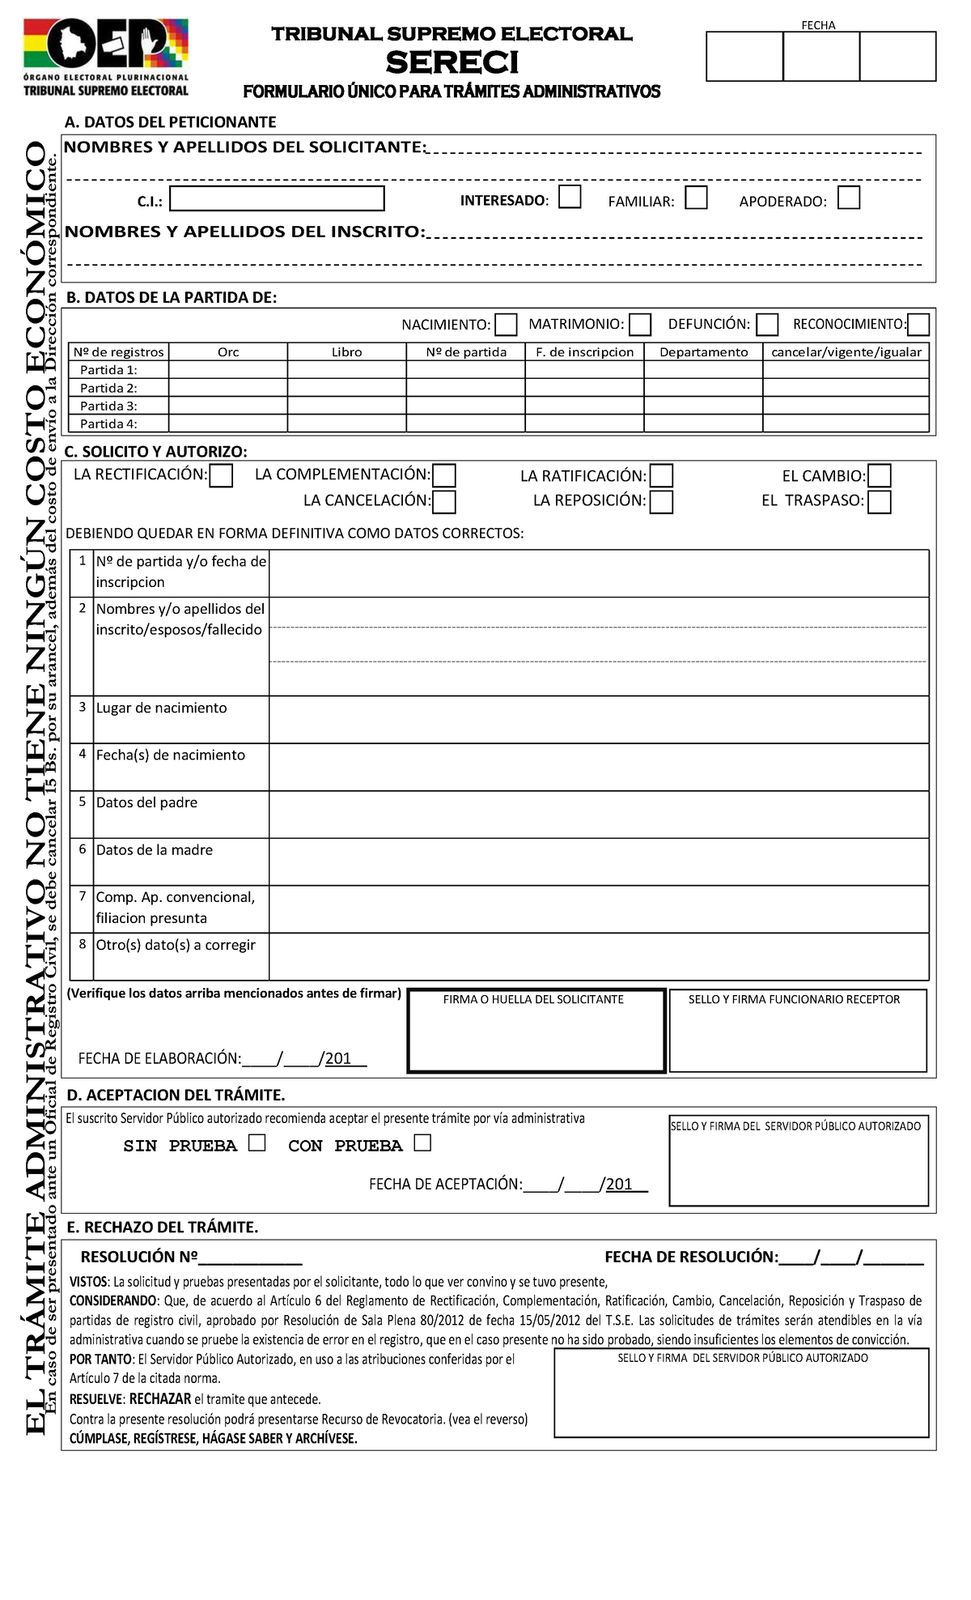 OEP
ÓRGANO ELECTORAL PLURINACIONAL
TRIBUNAL SUPREMO ELECTORAL
TRIBUNAL SUPREMO ELECTORAL
SERECI
FORMULARIO ÚNICO PARA TRÁMITES ADMINISTRATIVOS
FECHA
EL TRÁMITE ADMINISTRATIVO NO TIENE NINGÚN COSTO ECONÓMICO
En caso de ser presentado ante un Oficial de Registro Civil, se debe cancelar 15 Bs. por su arancel, además del costo de envío a la Dirección correspondiente.
A. DATOS DEL PETICIONANTE
NOMBRES Y APELLIDOS DEL SOLICITANTE:
C.I.: INTERESADO: FAMILIAR: APODERADO:
NOMBRES Y APELLIDOS DEL INSCRITO:
B. DATOS DE LA PARTIDA DE:
NACIMIENTO: MATRIMONIO: DEFUNCIÓN: RECONOCIMIENTO:
Nº de registros Orc Libro Nº de partida F. de inscripcion Departamento cancelar/vigente/igualar
Partida 1:
Partida 2:
Partida 3:
Partida 4:
C. SOLICITO Y AUTORIZO:
LA RECTIFICACIÓN: LA COMPLEMENTACIÓN: LA RATIFICACIÓN: EL CAMBIO:
LA CANCELACIÓN: LA REPOSICIÓN: EL TRASPASO:
DEBIENDO QUEDAR EN FORMA DEFINITIVA COMO DATOS CORRECTOS:
1 Nº de partida y/o fecha de
inscripcion
2 Nombres y/o apellidos del
inscrito/esposos/fallecido
3 Lugar de nacimiento
4 Fecha(s) de nacimiento
5 Datos del padre
6 Datos de la madre
7 Comp. Ap. convencional,
filiacion presunta
8 Otro(s) dato(s) a corregir
(Verifique los datos arriba mencionados antes de firmar) FIRMA O HUELLA DEL SOLICITANTE SELLO Y FIRMA FUNCIONARIO RECEPTOR
FECHA DE ELABORACIÓN:____/____/201__
D. ACEPTACION DEL TRÁMITE.
El suscrito Servidor Público autorizado recomienda aceptar el presente trámite por vía administrativa
SELLO Y FIRMA DEL SERVIDOR PÚBLICO AUTORIZADO
SIN PRUEBA CON PRUEBA
FECHA DE ACEPTACIÓN:____/____/201__
E. RECHAZO DEL TRÁMITE.
RESOLUCIÓN Nº____________ FECHA DE RESOLUCIÓN:____/____/_______
VISTOS: La solicitud y pruebas presentadas por el solicitante, todo lo que ver convino y se tuvo presente,
CONSIDERANDO: Que, de acuerdo al Artículo 6 del Reglamento de Rectificación, Complementación, Ratificación, Cambio, Cancelación, Reposición y Traspaso de
partidas de registro civil, aprobado por Resolución de Sala Plena 80/2012 de fecha 15/05/2012 del T.S.E. Las solicitudes de trámites serán atendibles en la vía
administrativa cuando se pruebe la existencia de error en el registro, que en el caso presente no ha sido probado, siendo insuficientes los elementos de convicción.
POR TANTO: El Servidor Público Autorizado, en uso a las atribuciones conferidas por el
Artículo 7 de la citada norma.
SELLO Y FIRMA DEL SERVIDOR PÚBLICO AUTORIZADO
RESUELVE: RECHAZAR el tramite que antecede.
Contra la presente resolución podrá presentarse Recurso de Revocatoria. (vea el reverso)
CÚMPLASE, REGÍSTRESE, HÁGASE SABER Y ARCHÍVESE.